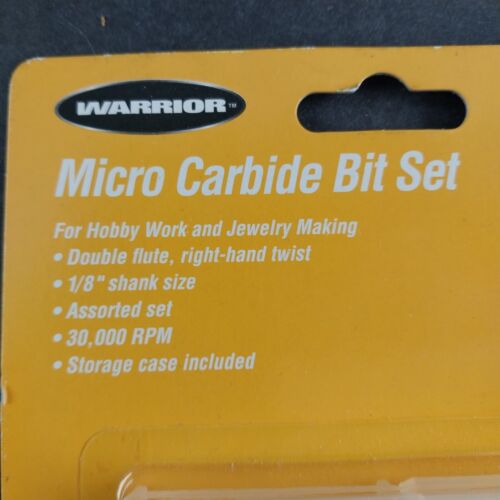 WARRIOR™
Micro Carbide Bit Set
For Hobby Work and Jewelry Making
• Double flute, right-hand twist
• 1/8" shank size
• Assorted set
• 30,000 RPM
• Storage case included